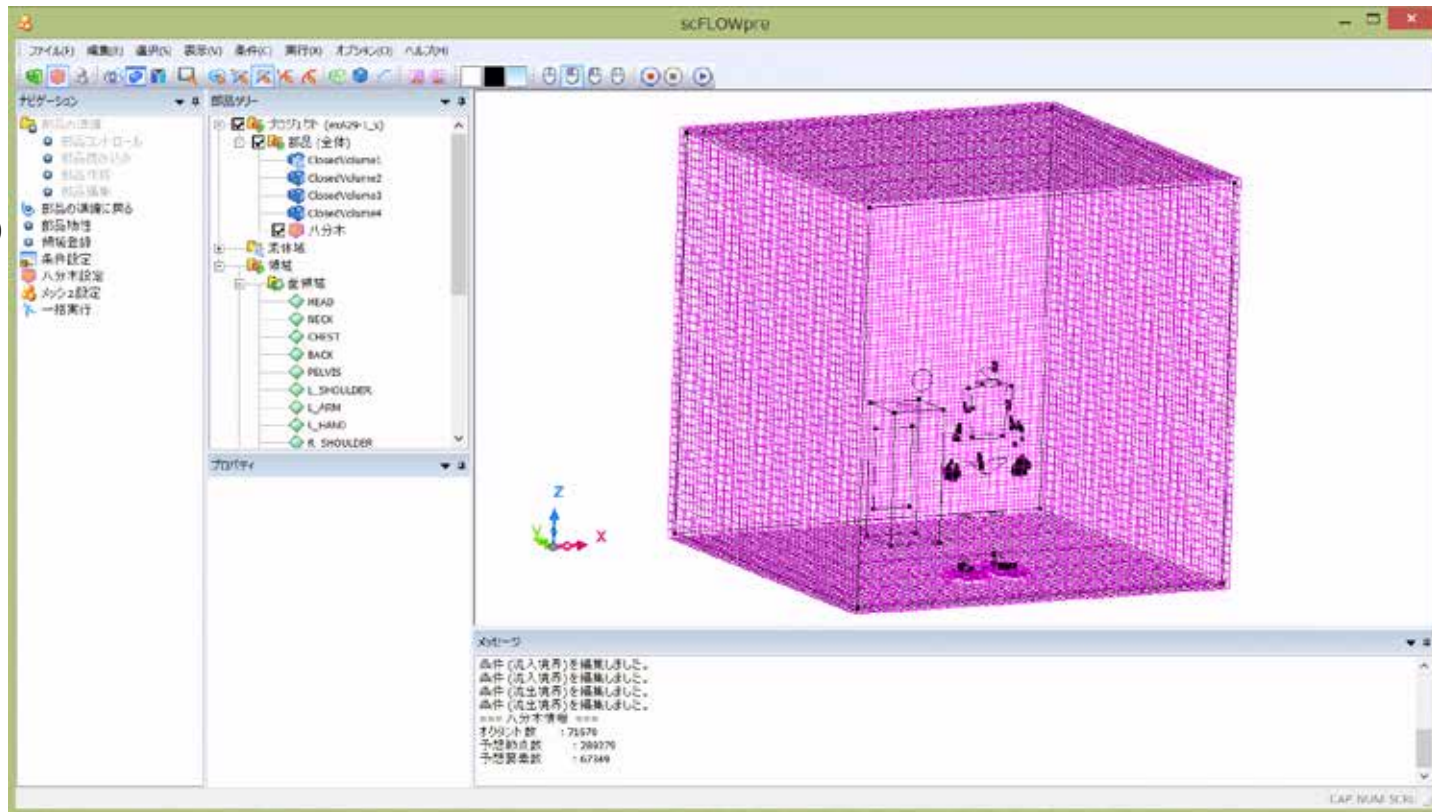 scFLOWpre
ファイル(F) 編集(E) 選択(S) 表示(V) 条件(C) 実行(X) オプション(O) ヘルプ(H)
ナビゲーション
部品の準備
部品コントロール
部品読み込み
部品作成
部品編集
部品の準備に戻る
部品物性
領域登録
条件設定
八分木設定
メッシュ設定
一括実行
部品ツリー
プロジェクト
部品 (全体)
ClosedVolume1
ClosedVolume2
ClosedVolume3
ClosedVolume4
八分木
流体域
領域
面領域
HEAD
NECK
CHEST
BACK
PELVIS
L_SHOULDER
L_ARM
L_HAND
R_SHOULDER
プロパティ
Z
Y
X
メッセージ
条件 (流入境界)を編集しました。
条件 (流入境界)を編集しました。
条件 (流出境界)を編集しました。
条件 (流出境界)を編集しました。
=== 八分木情報 ===
オクタント数 :
予想節点数 :
予想要素数 : 67349
CAP NUM SCRL